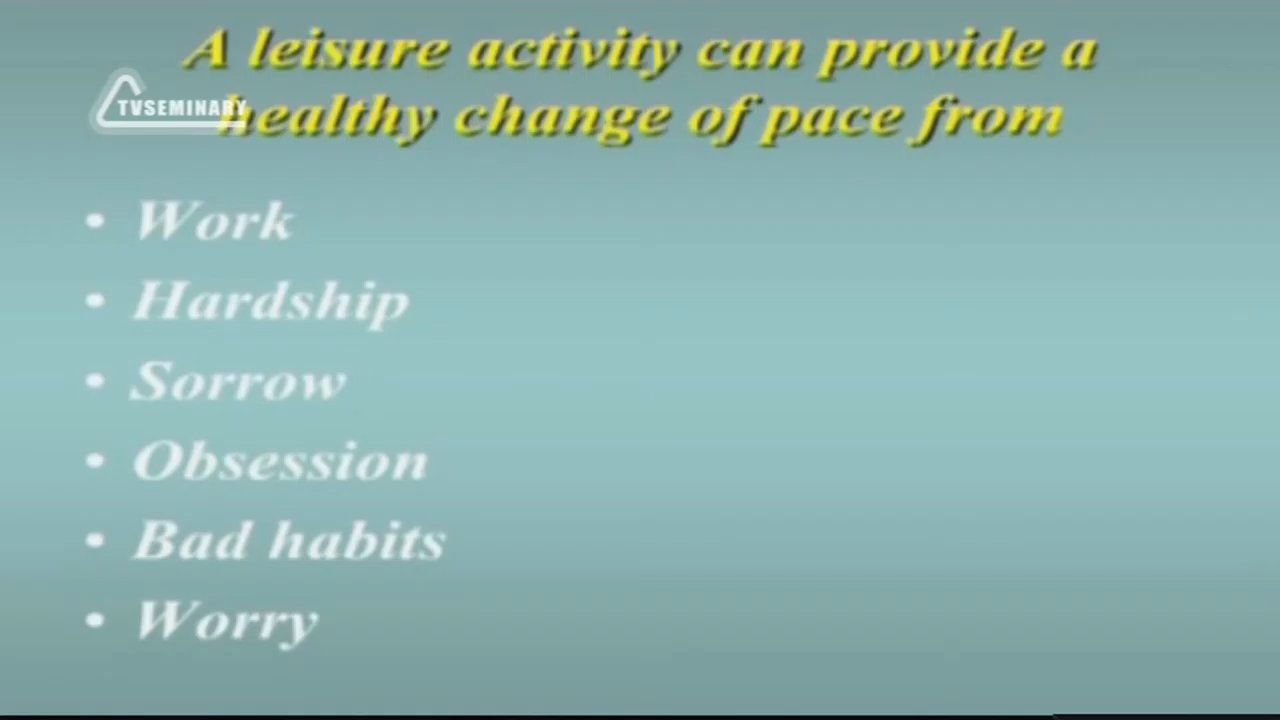 A leisure activity can provide a
TVSEMINARY
healthy change of pace from
• Work
• Hardship
• Sorrow
• Obsession
• Bad habits
• Worry